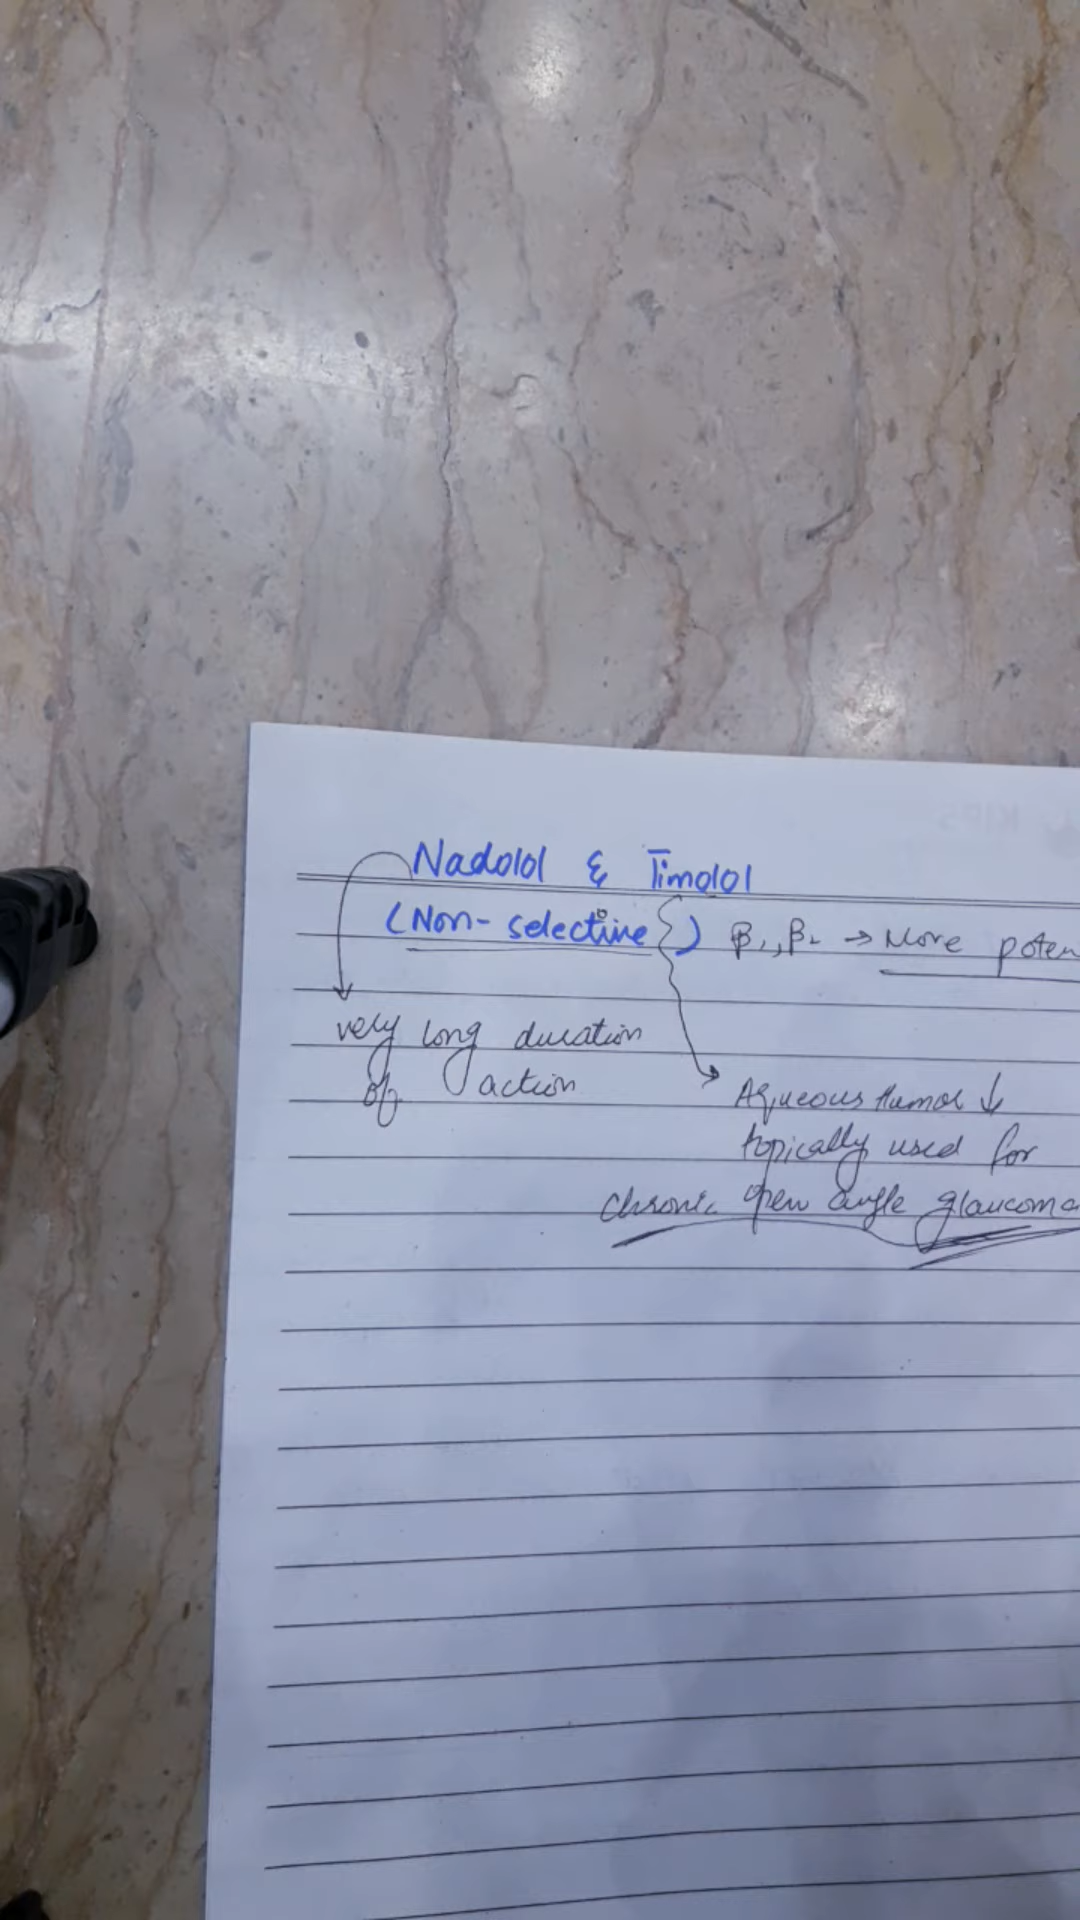 Nadolol & Timolol
(Non-selective) β₁, β₂ → More poten
very long duration
of action
Aqueous Humor ↓
topically used for
chronic open angle glaucoma